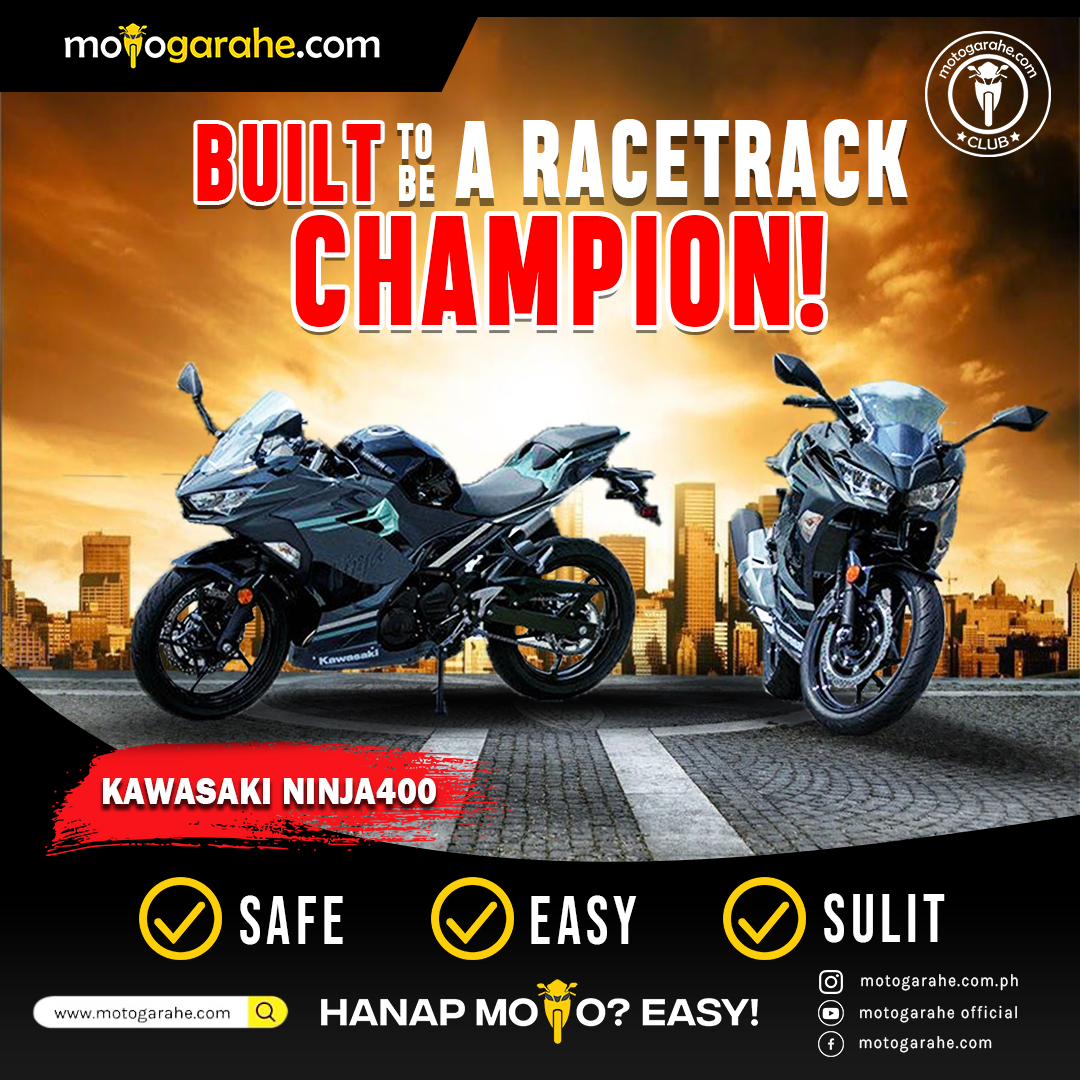 motogarahe.com
motogarahe.com
★CLUB★
BUILT TO BE A RACETRACK
CHAMPION!
Kawasaki
KAWASAKI NINJA400
SAFE EASY SULIT
www.motogarahe.com
HANAP MOTO? EASY!
motogarahe.com.ph
motogarahe official
motogarahe.com